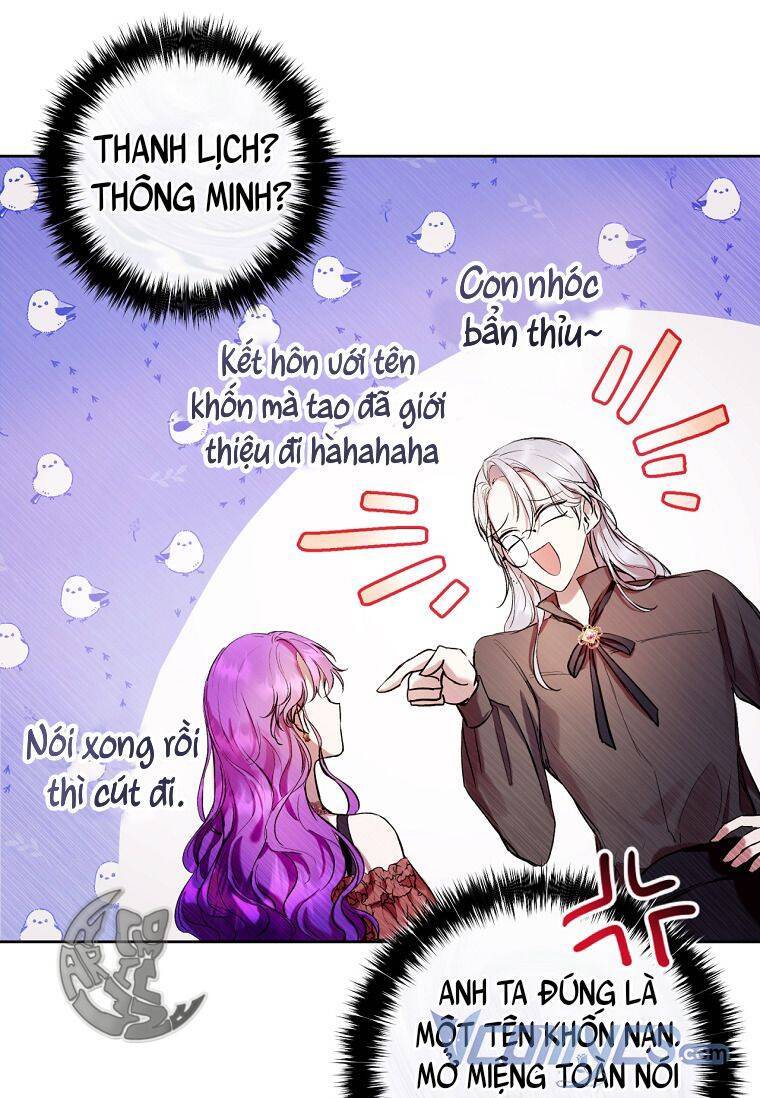 THANH LỊCH?
THÔNG MINH?
Con nhóc
bẩn thỉu~
Kết hôn với tên
khốn mà tao đã giới
thiệu đi hàhahaha
Nói xong rồi
thì cút đi.
ANH TA ĐÚNG LÀ
MỘT TÊN KHỐN NẠN.
MỞ MIỆNG TOÀN NÓI